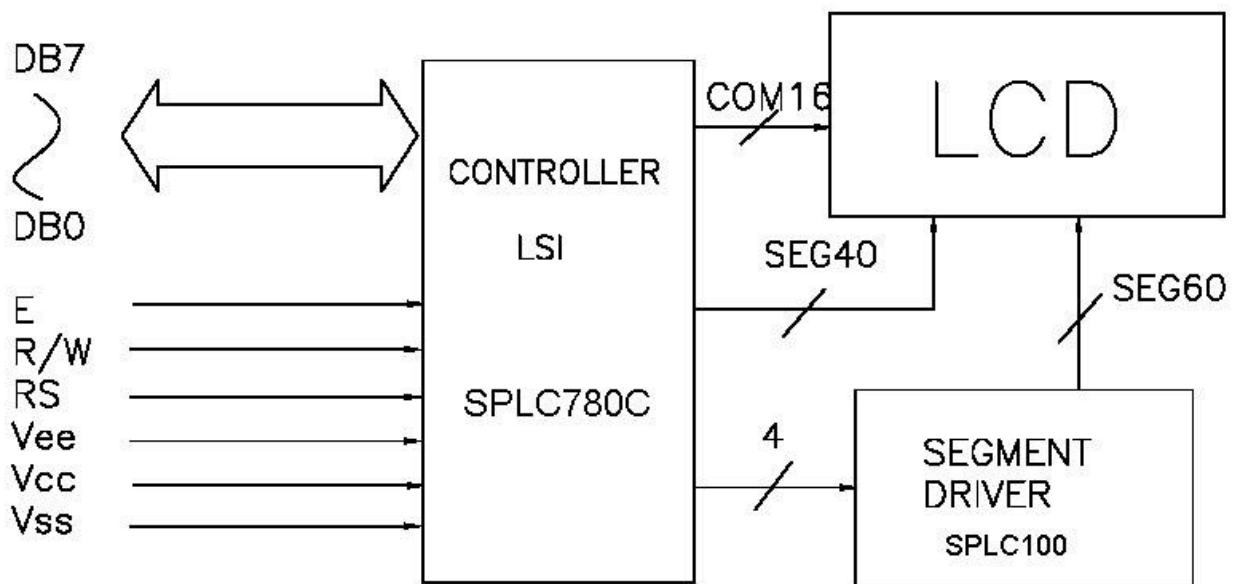 DB7
DB0
E
R/W
RS
Vee
Vcc
Vss
CONTROLLER
LSI
SPLC780C
COM16
SEG40
4
LCD
SEG60
SEGMENT
DRIVER
SPLC100